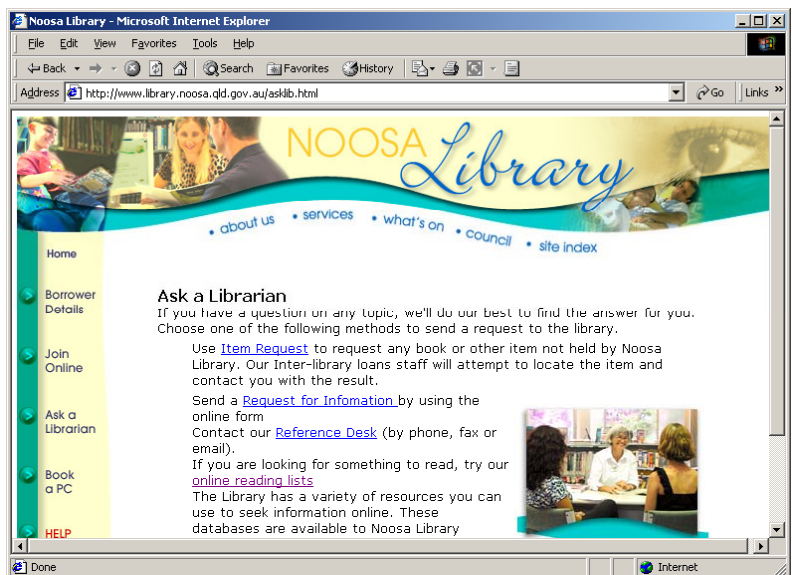 Noosa Library - Microsoft Internet Explorer
File Edit View Favorites Tools Help
Back Search Favorites History
Address http://www.library.noosa.qld.gov.au/asklib.html Go Links »
NOOSA Library
• about us • services • what's on • council • site index
Home
Borrower
Details
Join
Online
Ask a
Librarian
Book
a PC
HELP
Ask a Librarian
If you have a question on any topic, we'll do our best to find the answer for you.
Choose one of the following methods to send a request to the library.
Use Item Request to request any book or other item not held by Noosa
Library. Our Inter-library loans staff will attempt to locate the item and
contact you with the result.
Send a Request for Infomation by using the
online form
Contact our Reference Desk (by phone, fax or
email).
If you are looking for something to read, try our
online reading lists
The Library has a variety of resources you can
use to seek information online. These
databases are available to Noosa Library
Done Internet